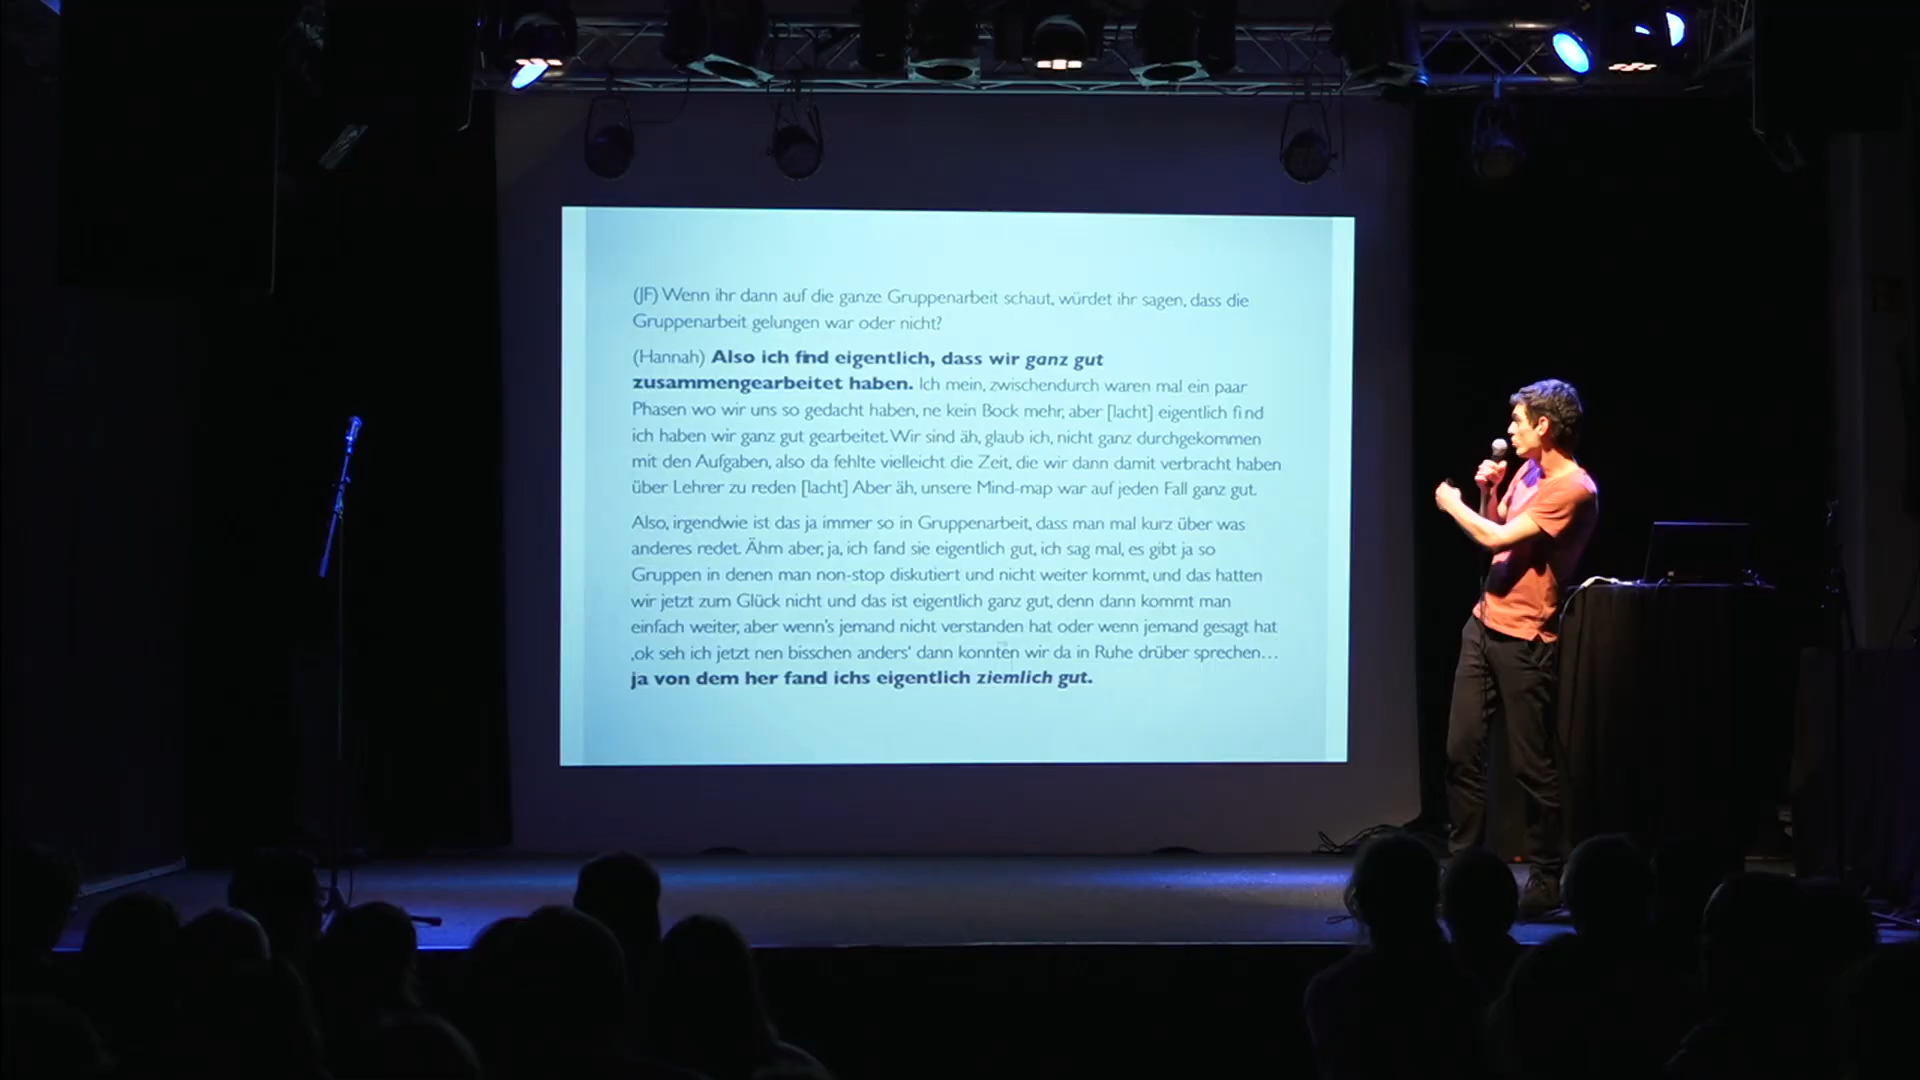 (JF) Wenn ihr dann auf die ganze Gruppenarbeit schaut, würdet ihr sagen, dass die
Gruppenarbeit gelungen war oder nicht?
(Hannah) Also ich find eigentlich, dass wir ganz gut
zusammengearbeitet haben. Ich mein, zwischendurch waren mal ein paar
Phasen wo wir uns so gedacht haben, ne kein Bock mehr, aber [lacht] eigentlich find
ich haben wir ganz gut gearbeitet. Wir sind äh, glaub ich, nicht ganz durchgekommen
mit den Aufgaben, also da fehlte vielleicht die Zeit, die wir dann damit verbracht haben
über Lehrer zu reden [lacht] Aber äh, unsere Mind-map war auf jeden Fall ganz gut.
Also, irgendwie ist das ja immer so in Gruppenarbeit, dass man mal kurz über was
anderes redet. Ähm aber, ja, ich fand sie eigentlich gut, ich sag mal, es gibt ja so
Gruppen in denen man non-stop diskutiert und nicht weiter kommt, und das hatten
wir jetzt zum Glück nicht und das ist eigentlich ganz gut, denn dann kommt man
einfach weiter, aber wenn's jemand nicht verstanden hat oder wenn jemand gesagt hat
‚ok seh ich jetzt nen bisschen anders' dann konnten wir da in Ruhe drüber sprechen…
ja von dem her fand ichs eigentlich ziemlich gut.